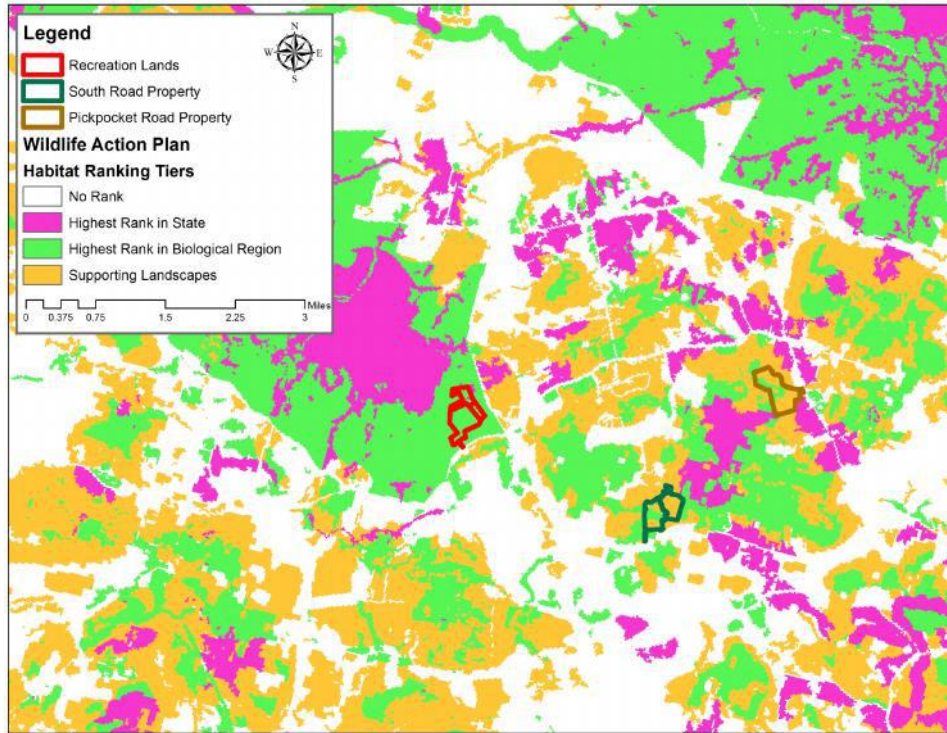 Legend
N
W E
S
Recreation Lands
South Road Property
Pickpocket Road Property
Wildlife Action Plan
Habitat Ranking Tiers
No Rank
Highest Rank in State
Highest Rank in Biological Region
Supporting Landscapes
Miles
0 0.375 0.75 1.5 2.25 3